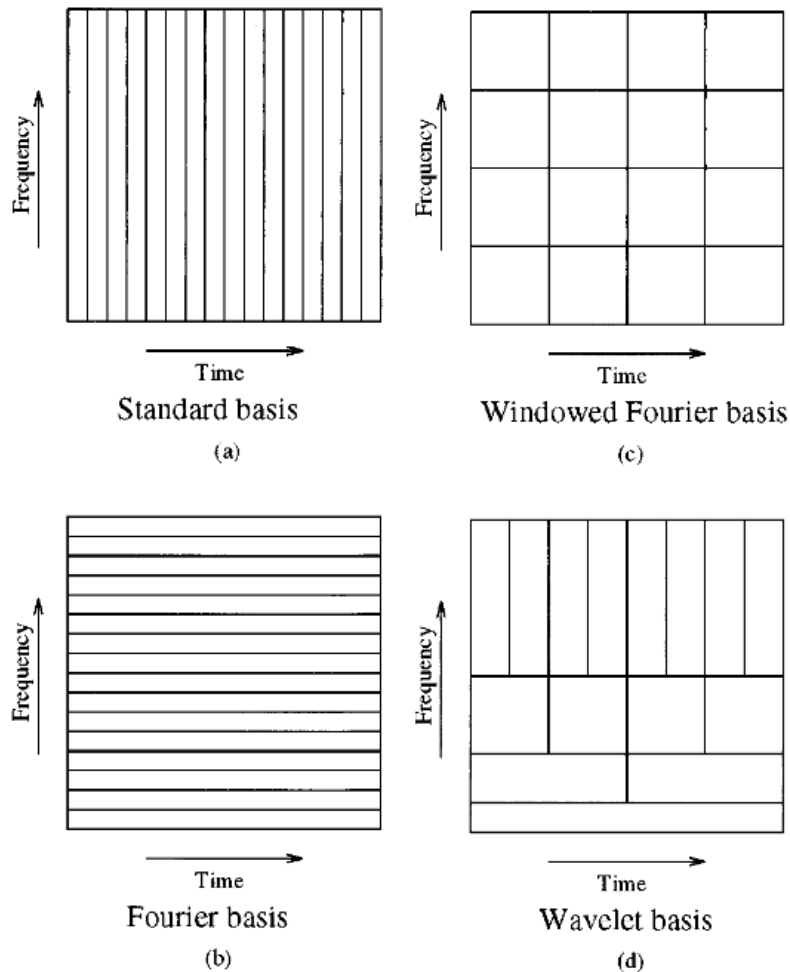 Frequency
Time
Standard basis
(a)
Frequency
Time
Windowed Fourier basis
(c)
Frequency
Time
Fourier basis
(b)
Frequency
Time
Wavelet basis
(d)